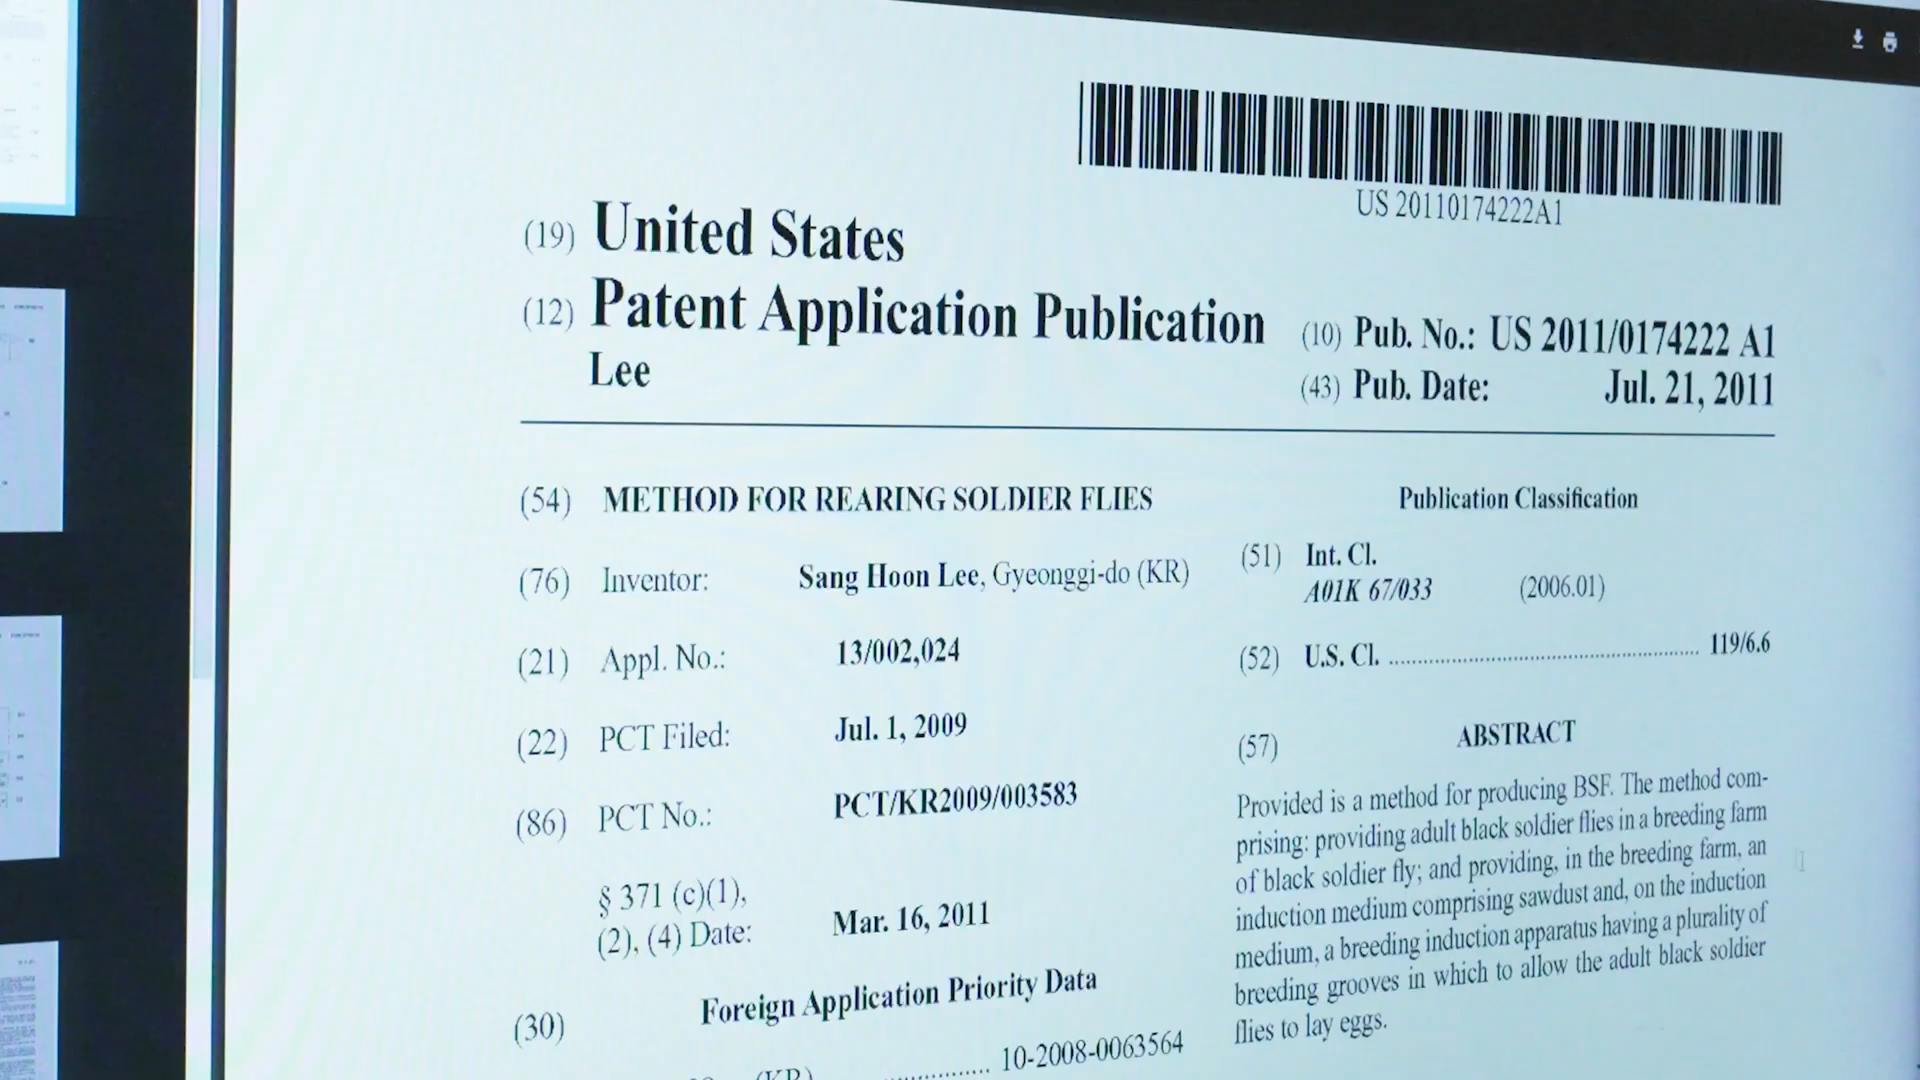 US 20110174222A1
(19) United States
(12) Patent Application Publication
Lee
(10) Pub. No.: US 2011/0174222 A1
(43) Pub. Date: Jul. 21, 2011
(54) METHOD FOR REARING SOLDIER FLIES
(76) Inventor: Sang Hoon Lee, Gyeonggi-do (KR)
(21) Appl. No.: 13/002,024
(22) PCT Filed: Jul. 1, 2009
(86) PCT No.: PCT/KR2009/003583
§ 371 (c)(1),
(2), (4) Date: Mar. 16, 2011
(30) Foreign Application Priority Data
(KR) .............. 10-2008-0063564
Publication Classification
(51) Int. Cl.
A01K 67/033 (2006.01)
(52) U.S. Cl. ........................................................ 119/6.6
(57) ABSTRACT
Provided is a method for producing BSF. The method com-
prising: providing adult black soldier flies in a breeding farm
of black soldier fly; and providing, in the breeding farm, an
induction medium comprising sawdust and, on the induction
medium, a breeding induction apparatus having a plurality of
breeding grooves in which to allow the adult black soldier
flies to lay eggs.